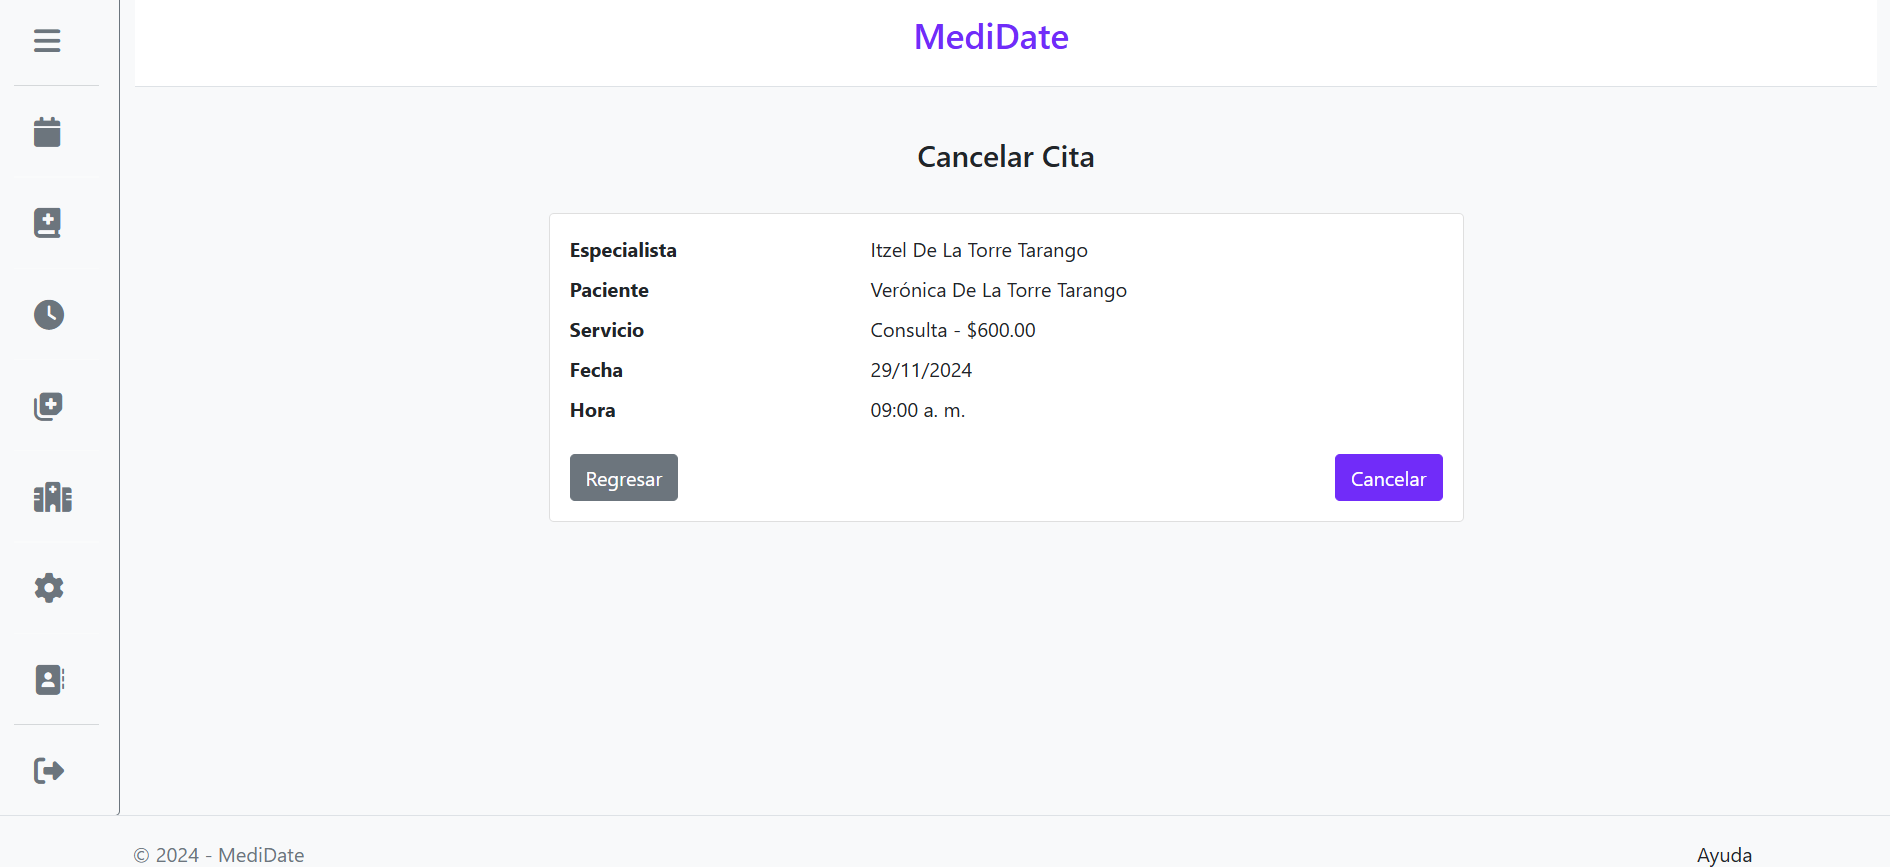 MediDate
Cancelar Cita
Especialista Itzel De La Torre Tarango
Paciente Verónica De La Torre Tarango
Servicio Consulta - $600.00
Fecha 29/11/2024
Hora 09:00 a. m.
Regresar Cancelar
© 2024 - MediDate Ayuda